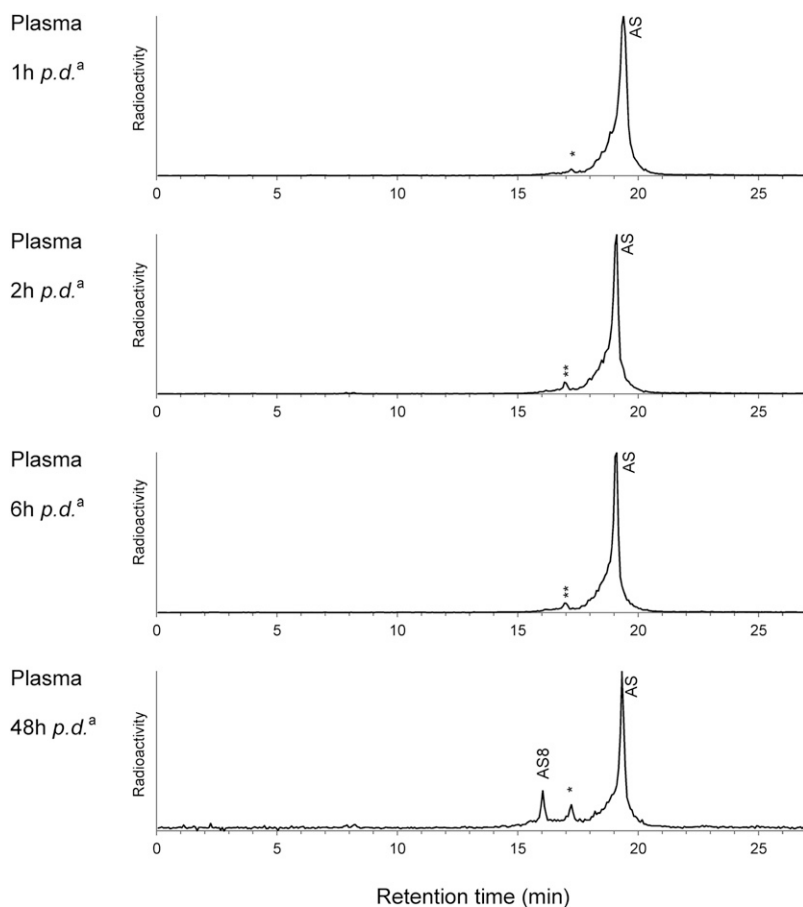 Plasma
1h p.d.ª
Radioactivity
*
AS
0 5 10 15 20 25
Plasma
2h p.d.ª
Radioactivity
**
AS
0 5 10 15 20 25
Plasma
6h p.d.ª
Radioactivity
**
AS
0 5 10 15 20 25
Plasma
48h p.d.ª
Radioactivity
AS8
*
AS
0 5 10 15 20 25
Retention time (min)